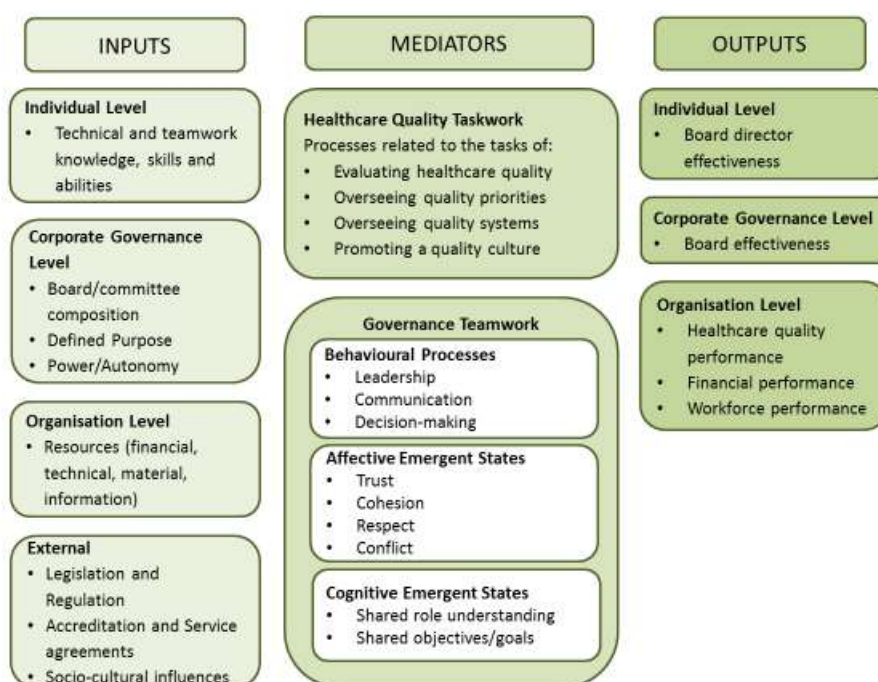 INPUTS
Individual Level
• Technical and teamwork
knowledge, skills and
abilities
Corporate Governance
Level
• Board/committee
composition
• Defined Purpose
• Power/Autonomy
Organisation Level
• Resources (financial,
technical, material,
information)
External
• Legislation and
Regulation
• Accreditation and Service
agreements
• Socio-cultural influences
MEDIATORS
Healthcare Quality Taskwork
Processes related to the tasks of:
• Evaluating healthcare quality
• Overseeing quality priorities
• Overseeing quality systems
• Promoting a quality culture
Governance Teamwork
Behavioural Processes
• Leadership
• Communication
• Decision-making
Affective Emergent States
• Trust
• Cohesion
• Respect
• Conflict
Cognitive Emergent States
• Shared role understanding
• Shared objectives/goals
OUTPUTS
Individual Level
• Board director
effectiveness
Corporate Governance Level
• Board effectiveness
Organisation Level
• Healthcare quality
performance
• Financial performance
• Workforce performance